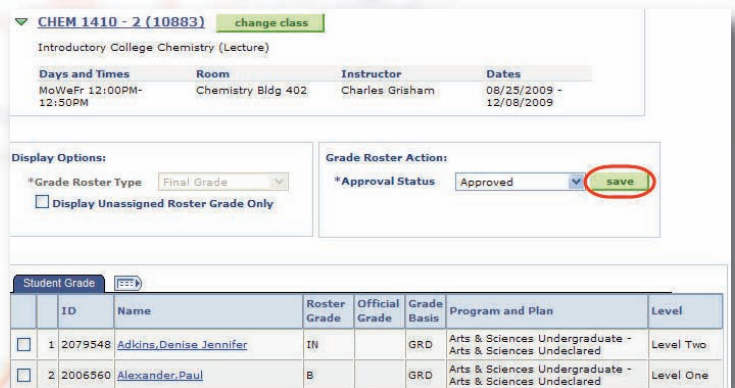 CHEM 1410 - 2 (10883) change class
Introductory College Chemistry (Lecture)
Days and Times Room Instructor Dates
MoWeFr 12:00PM- Chemistry Bldg 402 Charles Grisham 08/25/2009 -
12:50PM 12/08/2009
Display Options: Grade Roster Action:
*Grade Roster Type Final Grade *Approval Status Approved save
Display Unassigned Roster Grade Only
Student Grade
ID Name Roster Grade Official Grade Grade Basis Program and Plan Level
1 2079548 Adkins,Denise Jennifer IN GRD Arts & Sciences Undergraduate - Level Two
Arts & Sciences Undeclared
2 2006560 Alexander,Paul B GRD Arts & Sciences Undergraduate - Level One
Arts & Sciences Undeclared